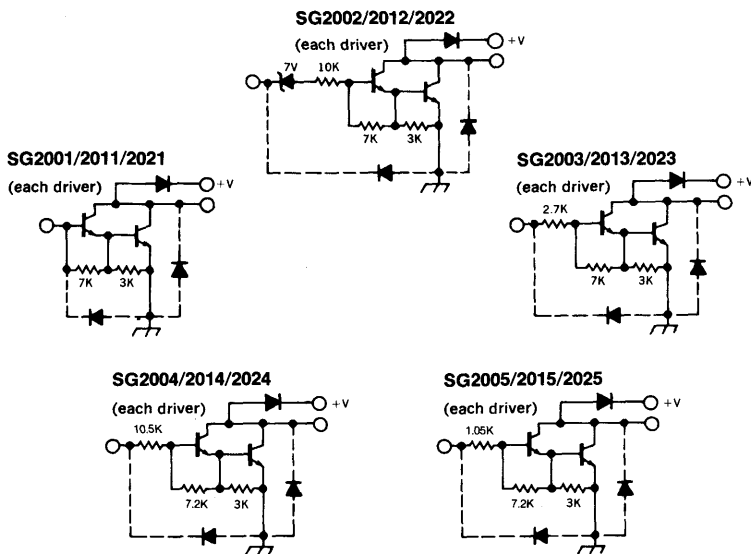 SG2002/2012/2022
(each driver)
+V
7V
10K
7K
3K
SG2001/2011/2021
(each driver)
+V
7K
3K
SG2003/2013/2023
(each driver)
+V
2.7K
7K
3K
SG2004/2014/2024
(each driver)
+V
10.5K
7.2K
3K
SG2005/2015/2025
(each driver)
+V
1.05K
7.2K
3K